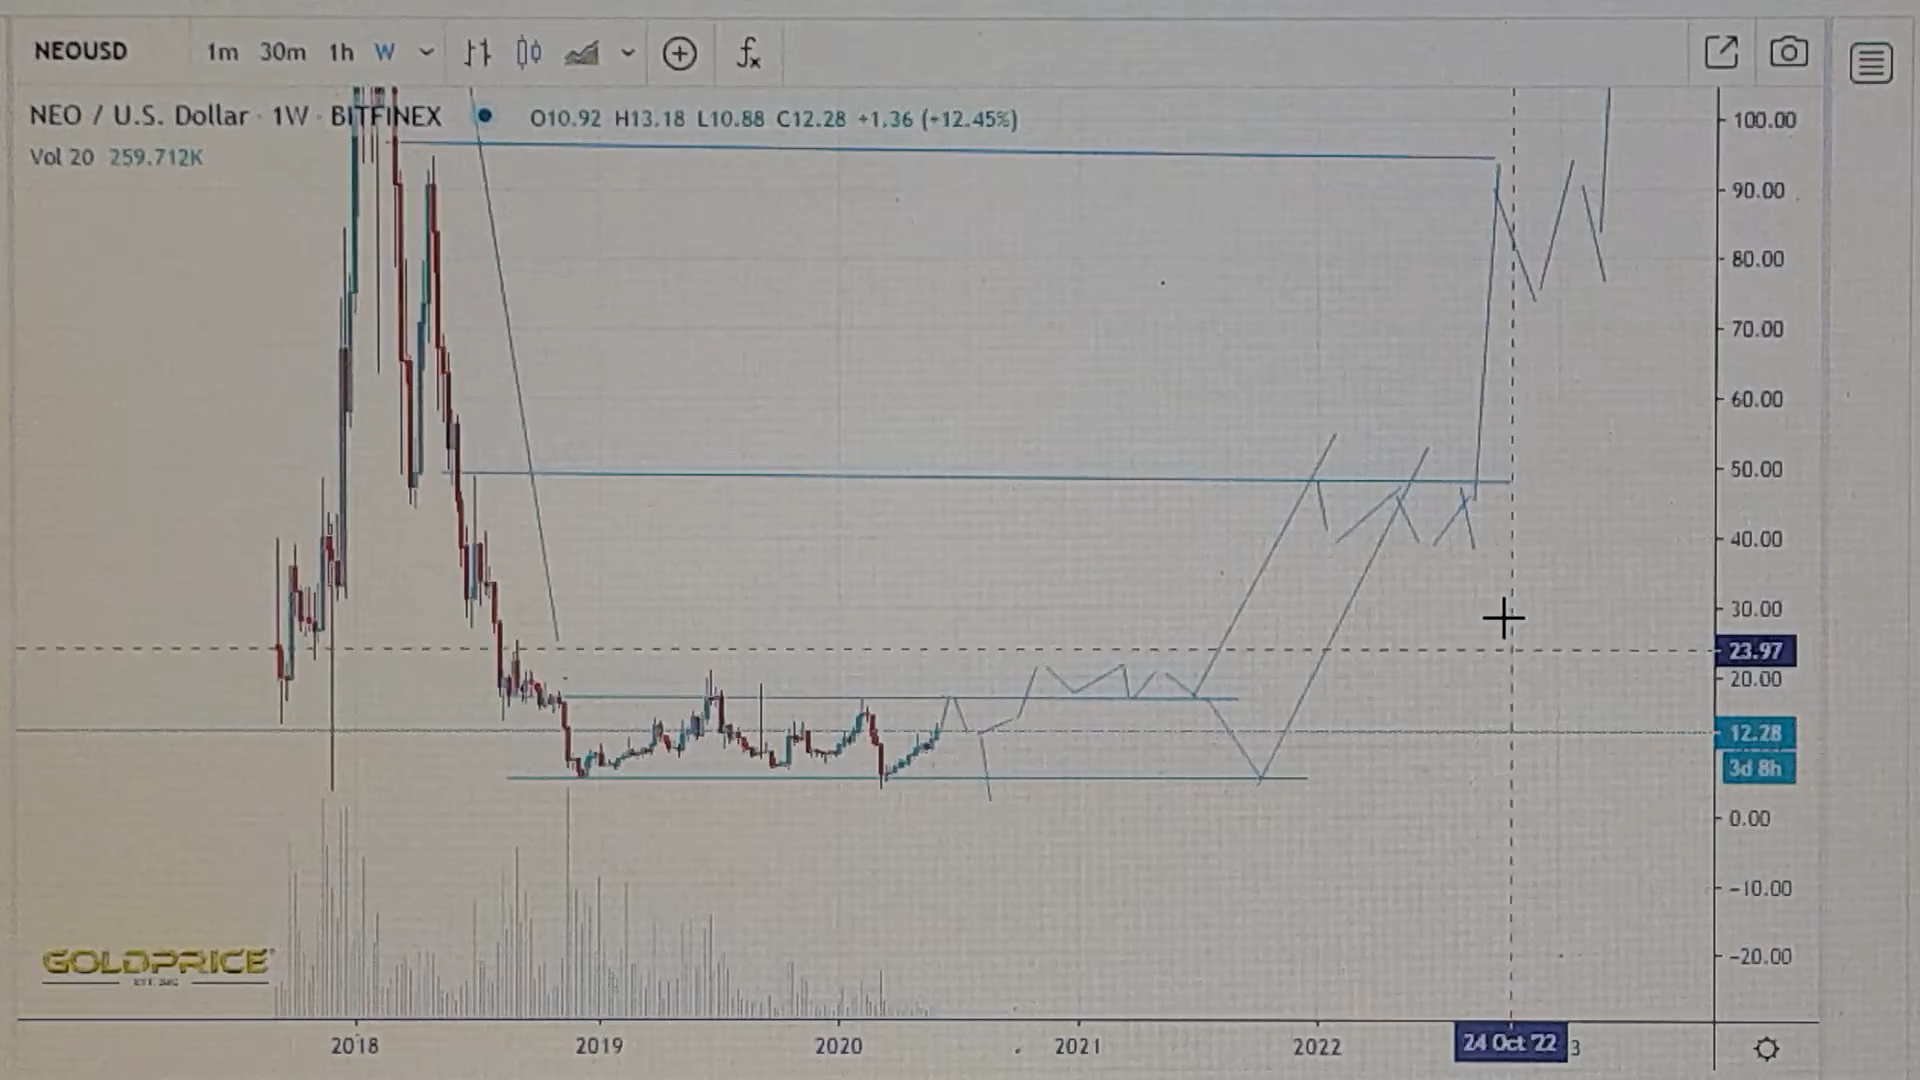 NEOUSD 1m 30m 1h W fx
NEO / U.S. Dollar · 1W · BITFINEX O10.92 H13.18 L10.88 C12.28 +1.36 (+12.45%)
Vol 20 259.712K
100.00
90.00
80.00
70.00
60.00
50.00
40.00
30.00
23.97
20.00
12.28
3d 8h
0.00
-10.00
-20.00
GOLDPRICE
2018 2019 2020 2021 2022 24 Oct '22 3